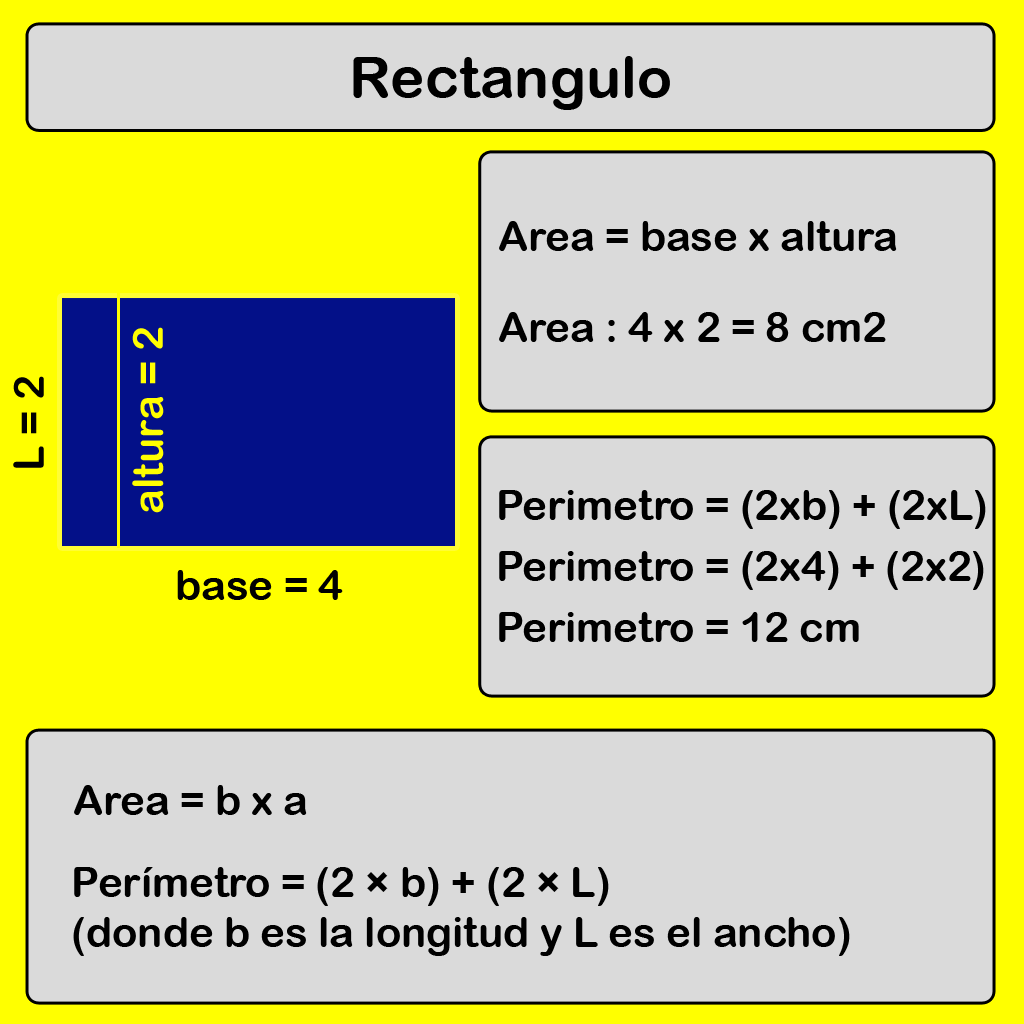 Rectangulo
Area = base x altura
Area : 4 x 2 = 8 cm2
L = 2
altura = 2
base = 4
Perimetro = (2xb) + (2xL)
Perimetro = (2x4) + (2x2)
Perimetro = 12 cm
Area = b x a
Perímetro = (2 × b) + (2 × L)
(donde b es la longitud y L es el ancho)